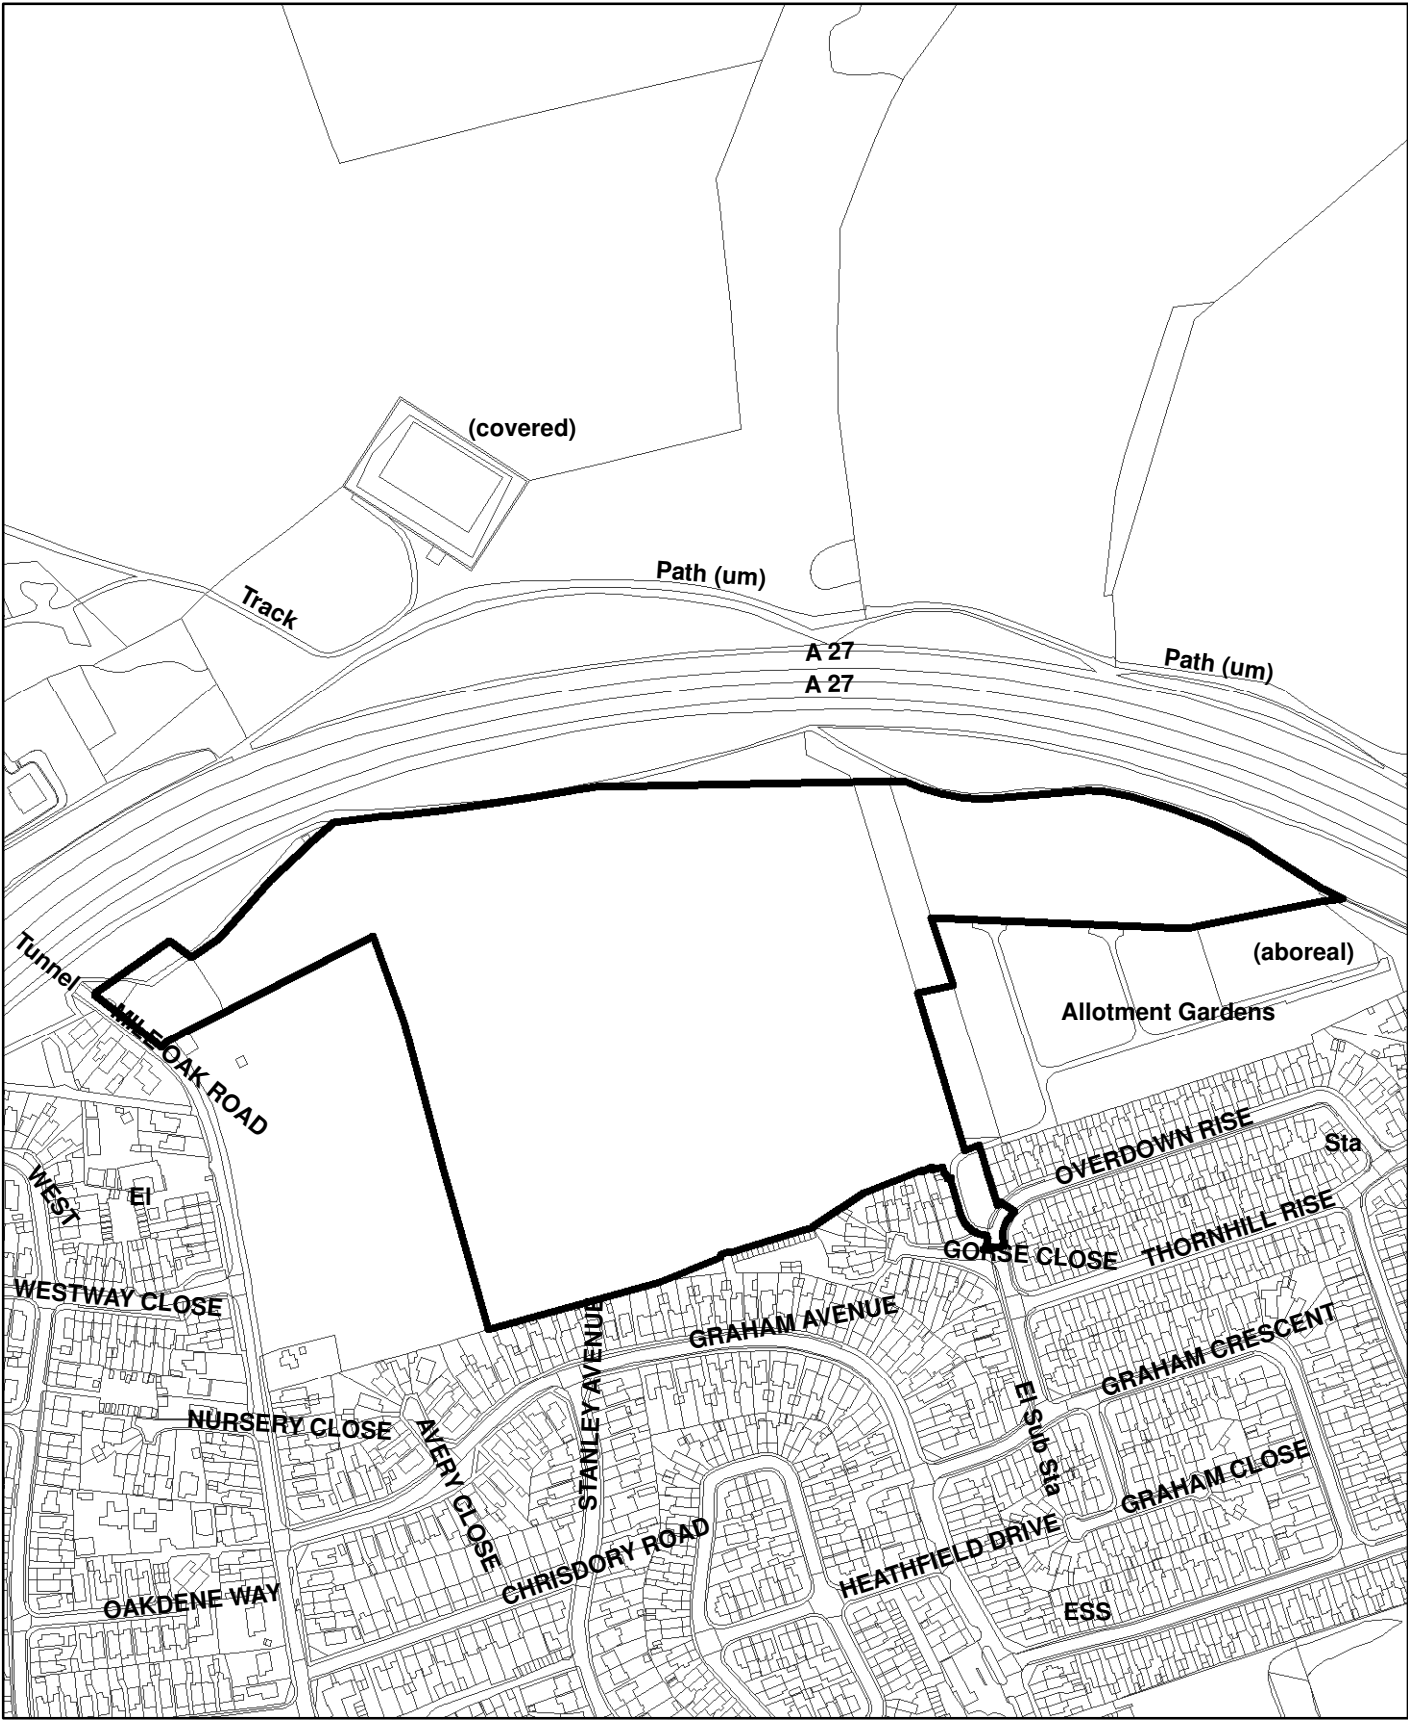 (covered)
Path (um)
Track
A 27
Path (um)
A 27
Tunnel
(aboreal)
Allotment Gardens
MILE OAK ROAD
OVERDOWN RISE
Sta
WEST
El
THORNHILL RISE
GORSE CLOSE
WESTWAY CLOSE
GRAHAM AVENUE
STANLEY AVENUE
GRAHAM CRESCENT
NURSERY CLOSE
AVERY CLOSE
El Sub Sta
GRAHAM CLOSE
CHRISDORY ROAD
HEATHFIELD DRIVE
OAKDENE WAY
ESS